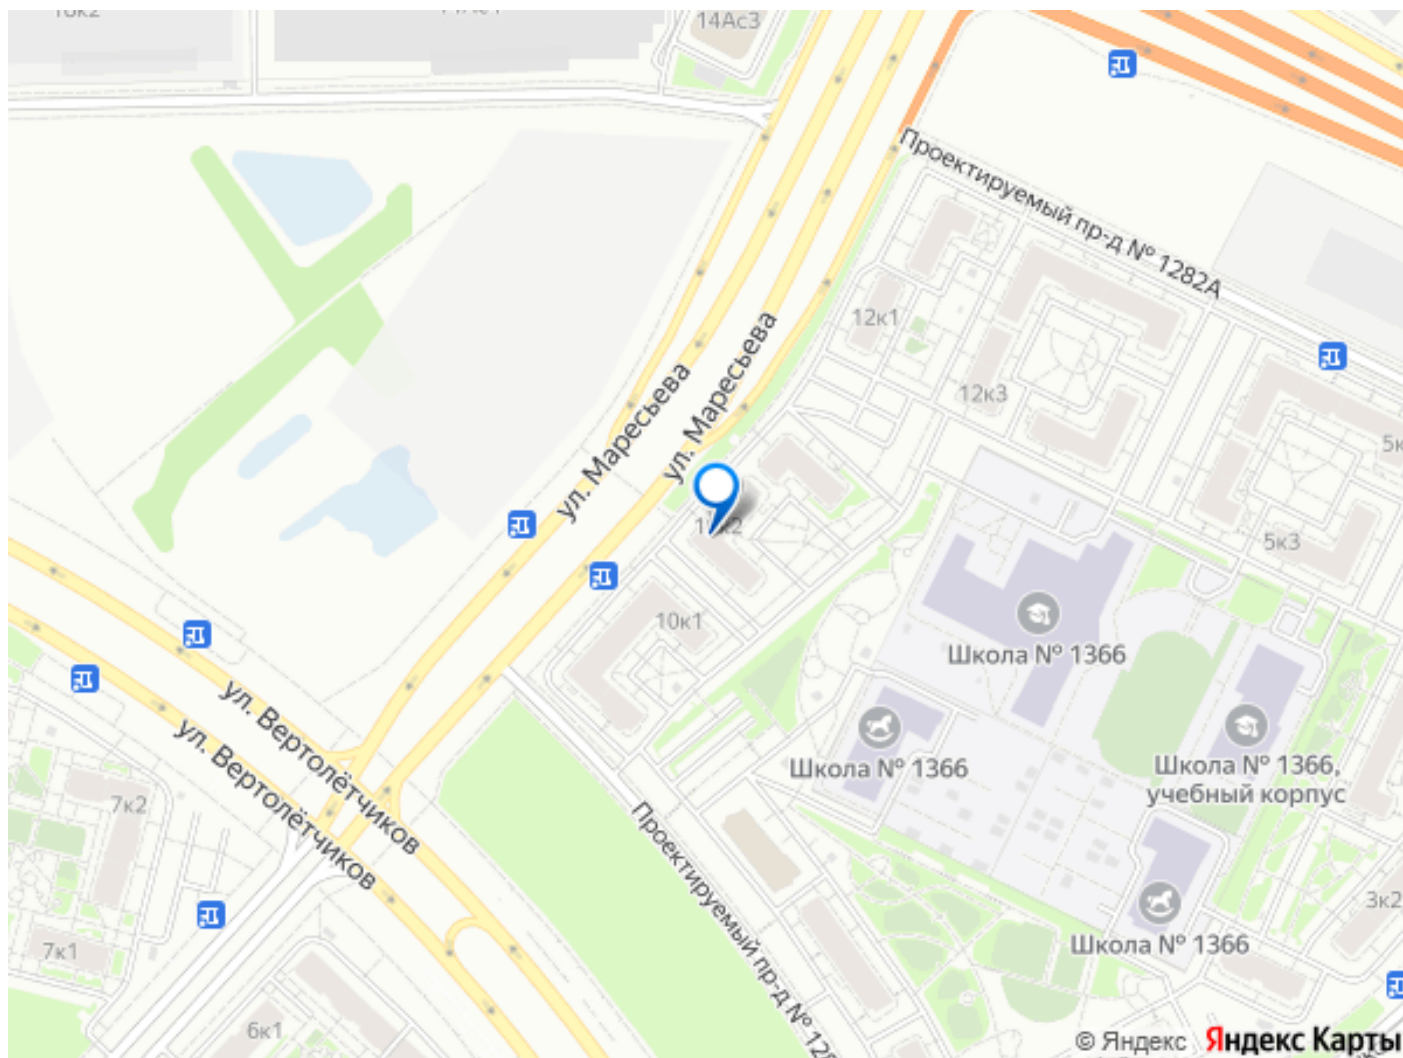 16к2
14Ас3
Проектируемый пр-д № 1282А
12к1
12к3
ул. Маресьева
ул. Маресьева
5к3
10к1
Школа № 1366
Школа № 1366
Школа № 1366,
учебный корпус
ул. Вертолётчиков
ул. Вертолётчиков
7к2
Проектируемый пр-д № 128
3к2
Школа № 1366
7к1
6к1
© Яндекс Яндекс Карты